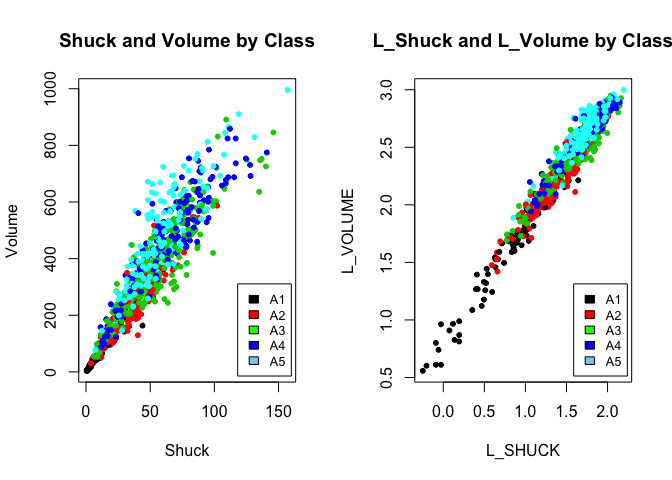 Shuck and Volume by Class
Volume
0 200 400 600 800 1000
0 50 100 150
Shuck
A1
A2
A3
A4
A5
L_Shuck and L_Volume by Class
L_VOLUME
0.5 1.0 1.5 2.0 2.5 3.0
0.0 0.5 1.0 1.5 2.0
L_SHUCK
A1
A2
A3
A4
A5